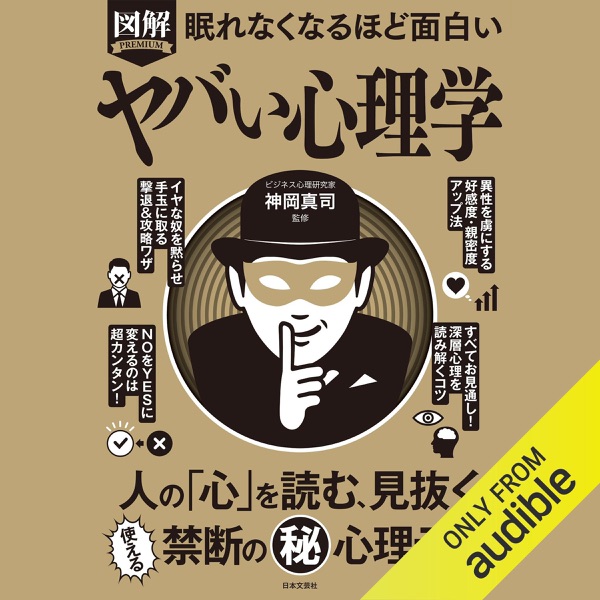 図解
PREMIUM
眠れなくなるほど面白い
ヤバい心理学
ビジネス心理研究家
神岡真司
監修
異性を虜にする
好感度・親密度
アップ法
イヤな奴を黙らせ
手玉に取る
撃退&攻略ワザ
すべてお見通し!
深層心理を
読み解くコツ
NOをYESに
変えるのは
超カンタン!
人の「心」を読む、見抜く
使える
禁断の㊙心理
日本文芸社
ONLY FROM
audible